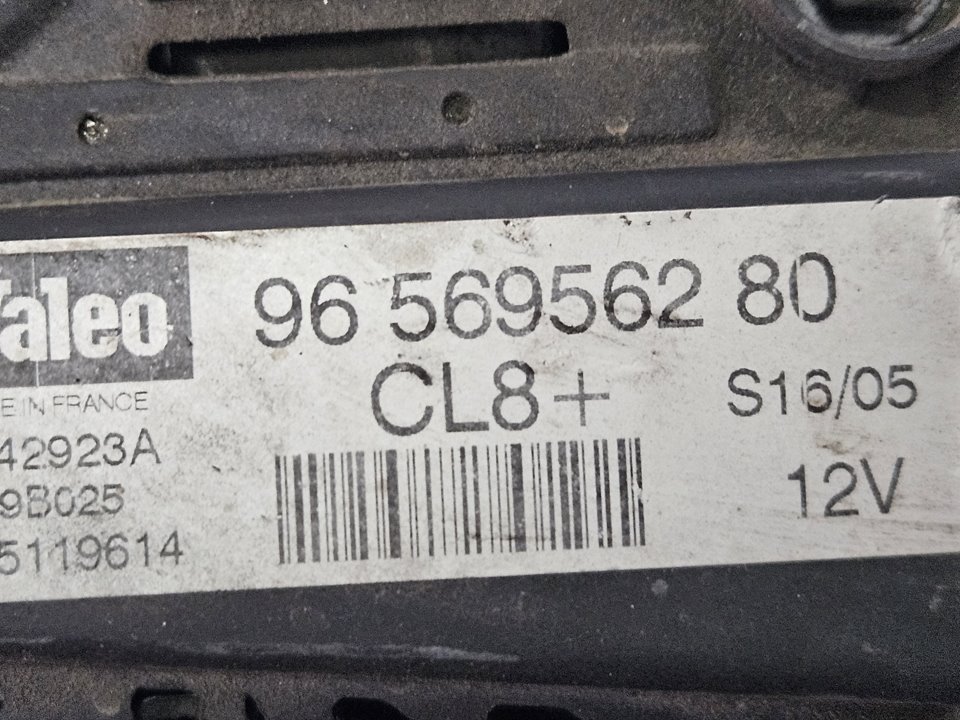 Valeo
96 569562 80
CL8+
S16/05
E IN FRANCE
42923A
9B025
5119614
12V